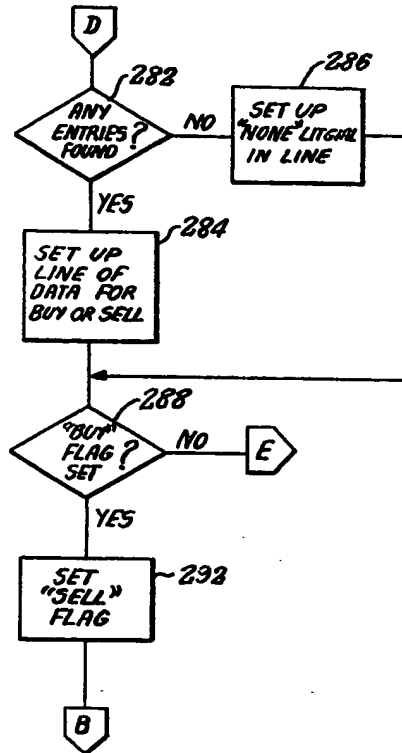 D
282
ANY
ENTRIES
FOUND?
NO
286
SET UP
"NONE" LITGRAL
IN LINE
YES
284
SET UP
LINE OF
DATA FOR
BUY OR SELL
288
"BUY"
FLAG
SET?
NO
E
YES
SET
"SELL"
FLAG
292
B